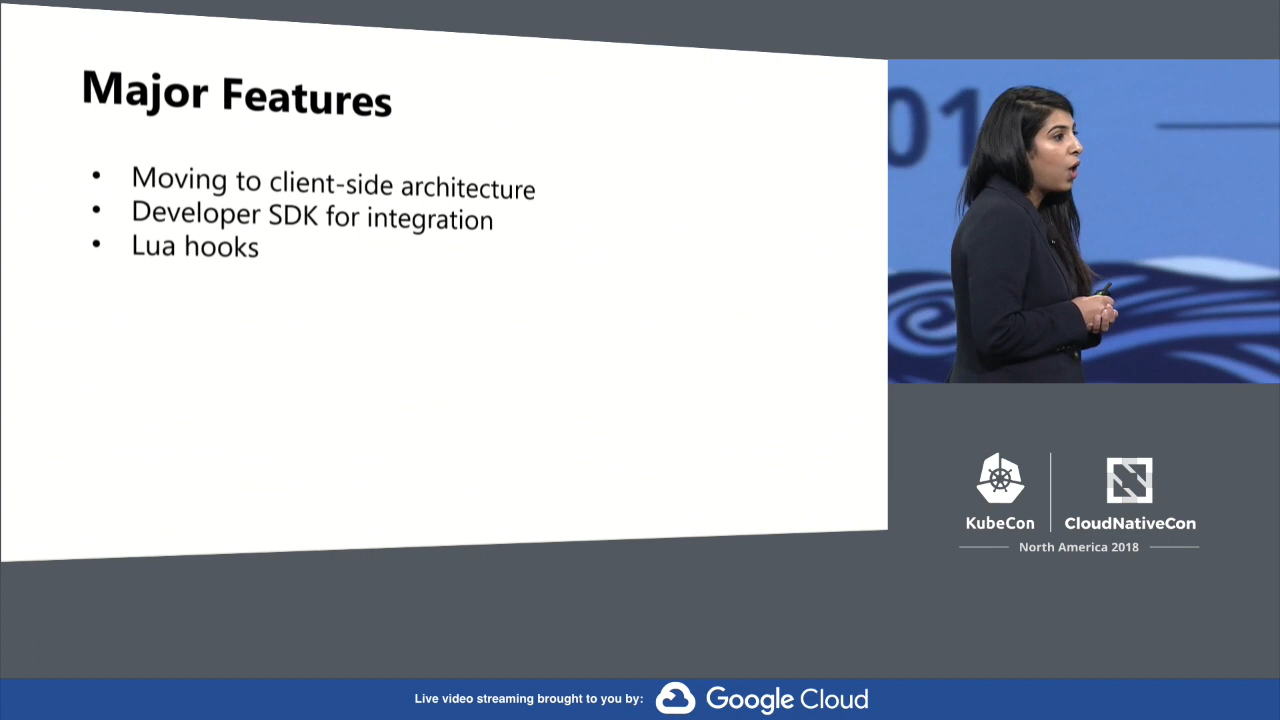 Major Features
• Moving to client-side architecture
• Developer SDK for integration
• Lua hooks
01
KubeCon
CloudNativeCon
North America 2018
Live video streaming brought to you by:
Google Cloud